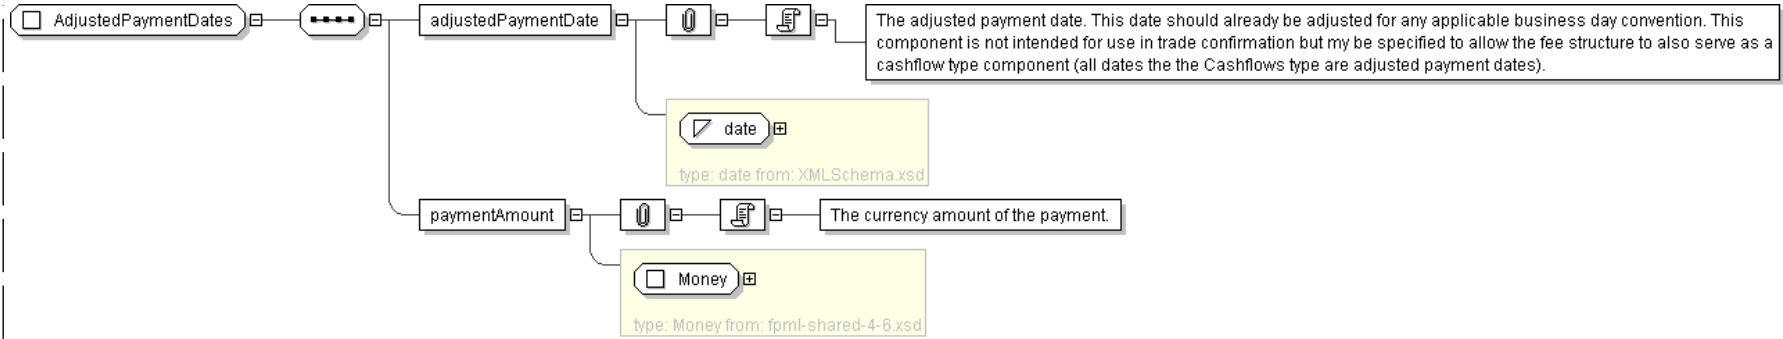 AdjustedPaymentDates
adjustedPaymentDate
The adjusted payment date. This date should already be adjusted for any applicable business day convention. This
component is not intended for use in trade confirmation but my be specified to allow the fee structure to also serve as a
cashflow type component (all dates the the Cashflows type are adjusted payment dates).
date
type: date from: XMLSchema.xsd
paymentAmount
The currency amount of the payment.
Money
type: Money from: fpml-shared-4-6.xsd